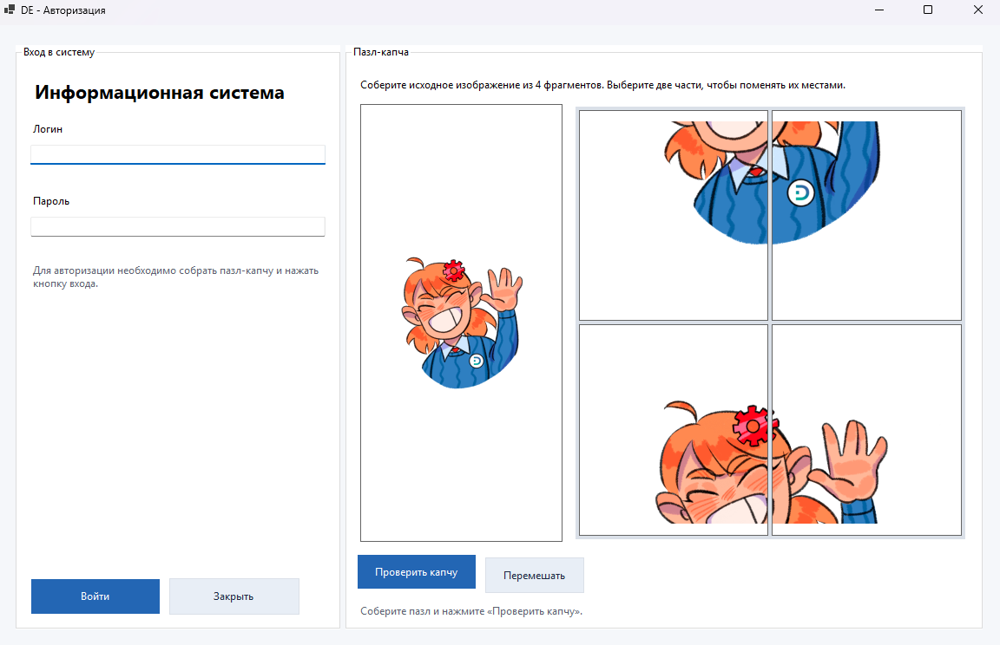 DE - Авторизация
Вход в систему
Информационная система
Логин
Пароль
Для авторизации необходимо собрать пазл-капчу и нажать
кнопку входа.
Войти
Закрыть
Пазл-капча
Соберите исходное изображение из 4 фрагментов. Выберите две части, чтобы поменять их местами.
Проверить капчу
Перемешать
Соберите пазл и нажмите «Проверить капчу».